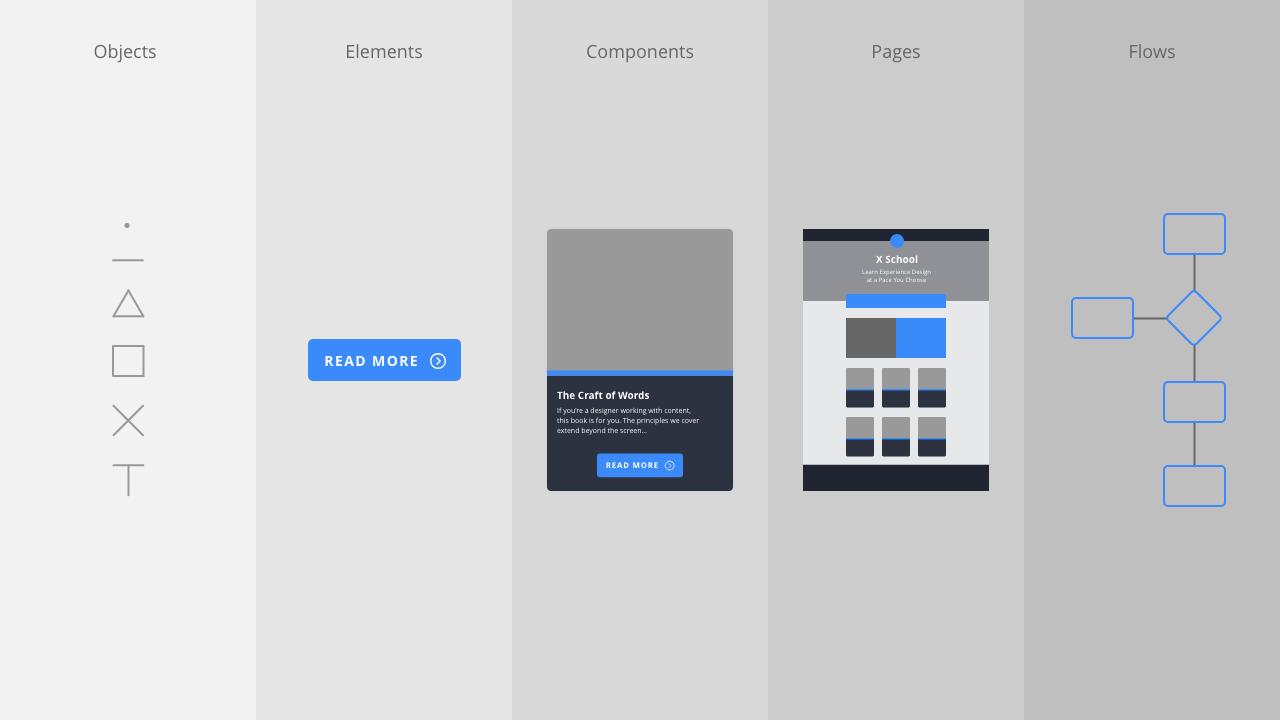 Objects
Elements
Components
Pages
Flows
READ MORE
The Craft of Words
If you're a designer working with content,
this book is for you. The principles we cover
extend beyond the screen...
READ MORE
X School
Learn Experience Design
at a Pace You Choose